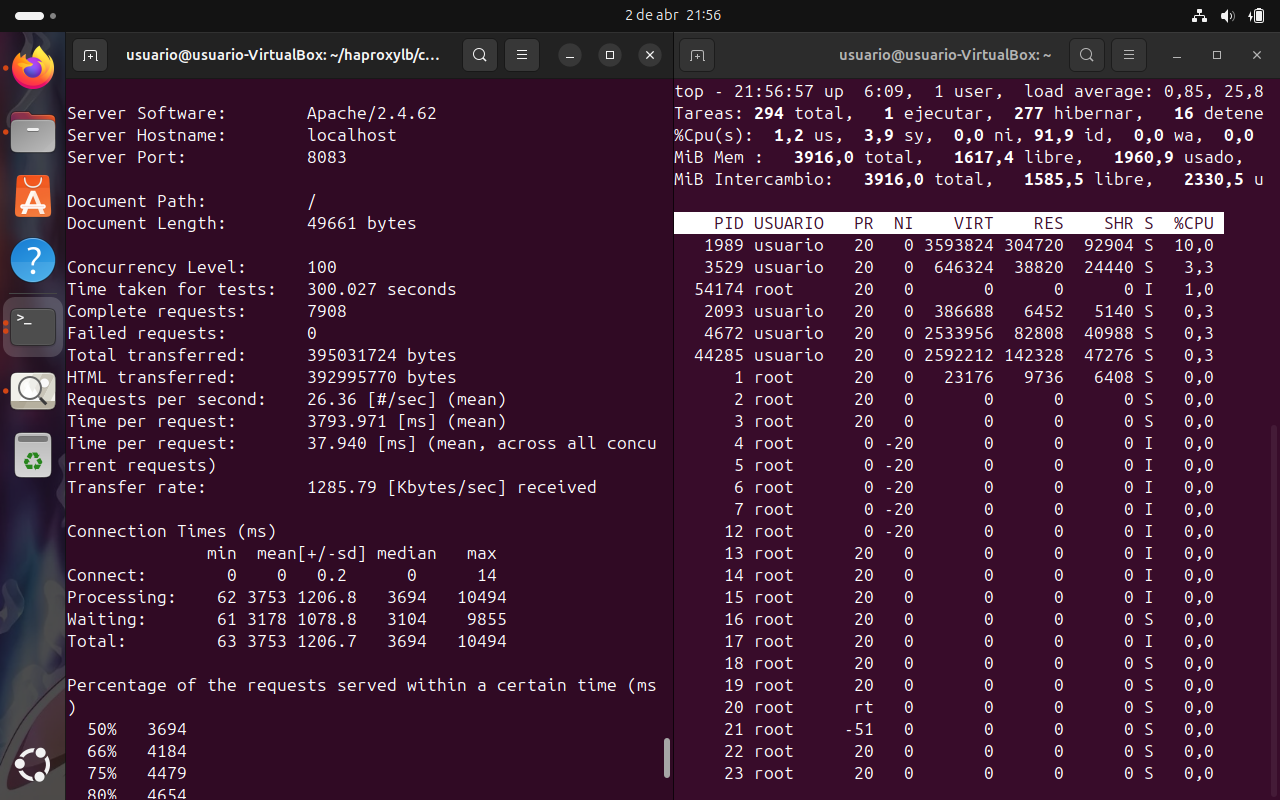 2 de abr 21:56
usuario@usuario-VirtualBox: ~/haproxylb/c...
Server Software: Apache/2.4.62
Server Hostname: localhost
Server Port: 8083
Document Path: /
Document Length: 49661 bytes
Concurrency Level: 100
Time taken for tests: 300.027 seconds
Complete requests: 7908
Failed requests: 0
Total transferred: 395031724 bytes
HTML transferred: 392995770 bytes
Requests per second: 26.36 [#/sec] (mean)
Time per request: 3793.971 [ms] (mean)
Time per request: 37.940 [ms] (mean, across all concu
rrent requests)
Transfer rate: 1285.79 [Kbytes/sec] received
Connection Times (ms)
min mean[+/-sd] median max
Connect: 0 0 0.2 0 14
Processing: 62 3753 1206.8 3694 10494
Waiting: 61 3178 1078.8 3104 9855
Total: 63 3753 1206.7 3694 10494
Percentage of the requests served within a certain time (ms
)
50% 3694
66% 4184
75% 4479
80% 4654
usuario@usuario-VirtualBox: ~
top - 21:56:57 up 6:09, 1 user, load average: 0,85, 25,8
Tareas: 294 total, 1 ejecutar, 277 hibernar, 16 detene
%Cpu(s): 1,2 us, 3,9 sy, 0,0 ni, 91,9 id, 0,0 wa, 0,0
MiB Mem : 3916,0 total, 1617,4 libre, 1960,9 usado,
MiB Intercambio: 3916,0 total, 1585,5 libre, 2330,5 u
PID USUARIO PR NI VIRT RES SHR S %CPU
1989 usuario 20 0 3593824 304720 92904 S 10,0
3529 usuario 20 0 646324 38820 24440 S 3,3
54174 root 20 0 0 0 0 I 1,0
2093 usuario 20 0 386688 6452 5140 S 0,3
4672 usuario 20 0 2533956 82808 40988 S 0,3
44285 usuario 20 0 2592212 142328 47276 S 0,3
1 root 20 0 23176 9736 6408 S 0,0
2 root 20 0 0 0 0 S 0,0
3 root 20 0 0 0 0 S 0,0
4 root 0 -20 0 0 0 I 0,0
5 root 0 -20 0 0 0 I 0,0
6 root 0 -20 0 0 0 I 0,0
7 root 0 -20 0 0 0 I 0,0
12 root 0 -20 0 0 0 I 0,0
13 root 20 0 0 0 0 I 0,0
14 root 20 0 0 0 0 I 0,0
15 root 20 0 0 0 0 I 0,0
16 root 20 0 0 0 0 S 0,0
17 root 20 0 0 0 0 I 0,0
18 root 20 0 0 0 0 S 0,0
19 root 20 0 0 0 0 S 0,0
20 root rt 0 0 0 0 S 0,0
21 root -51 0 0 0 0 S 0,0
22 root 20 0 0 0 0 S 0,0
23 root 20 0 0 0 0 S 0,0